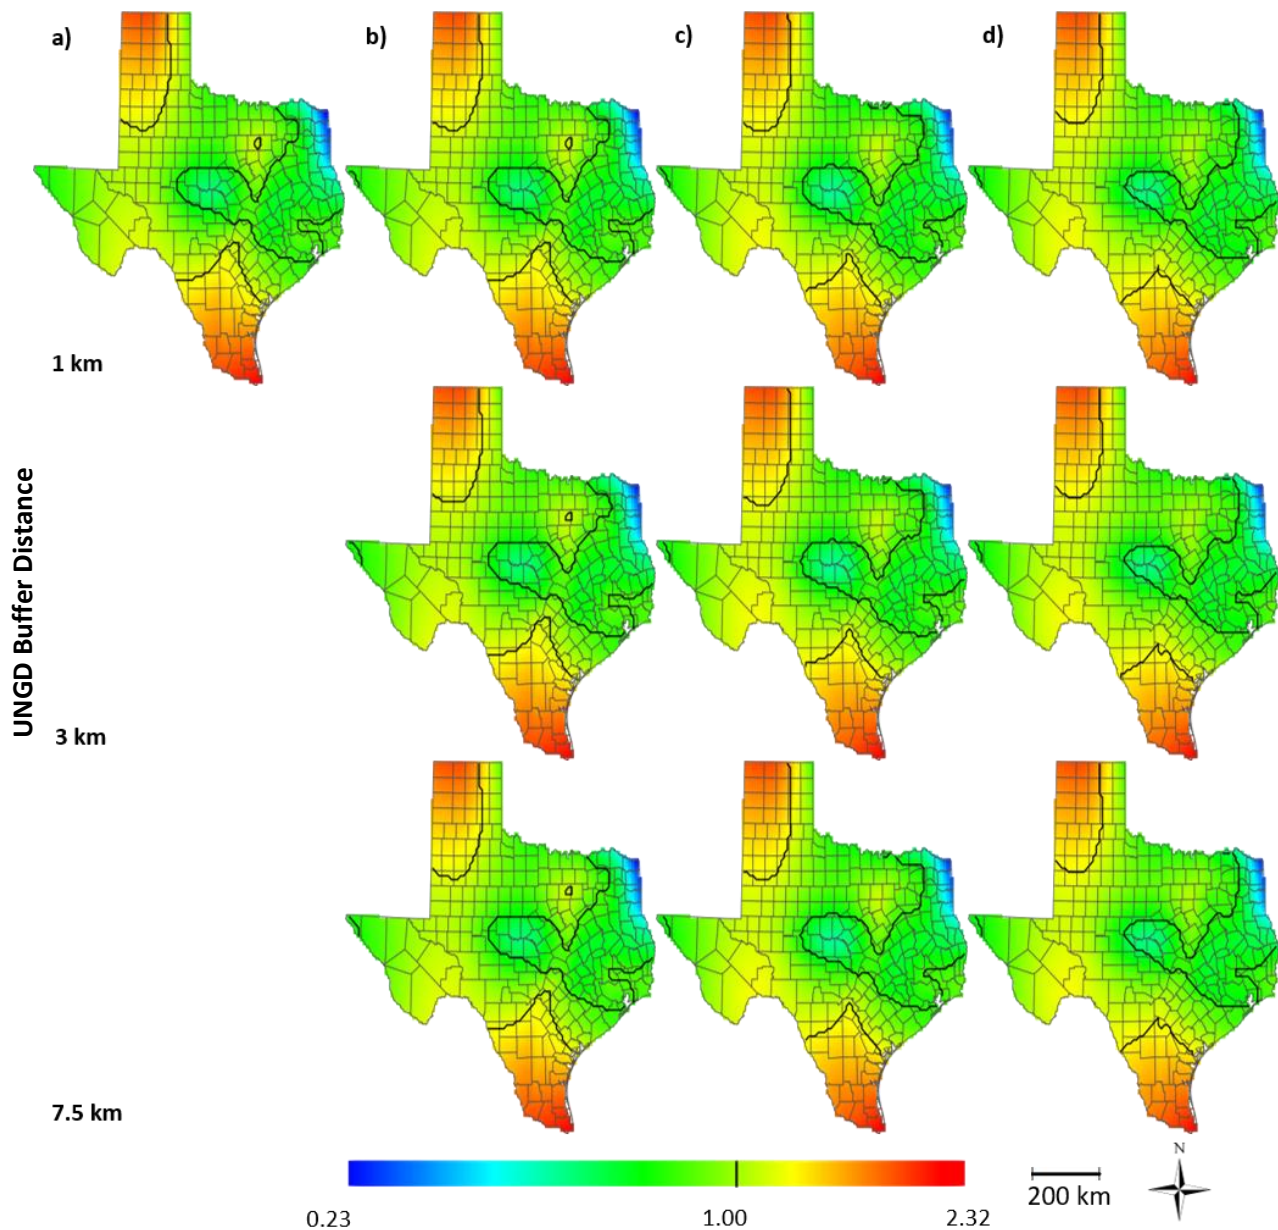 a)
b)
c)
d)
1 km
UNGD Buffer Distance
3 km
7.5 km
N
200 km
0.23
1.00
2.32